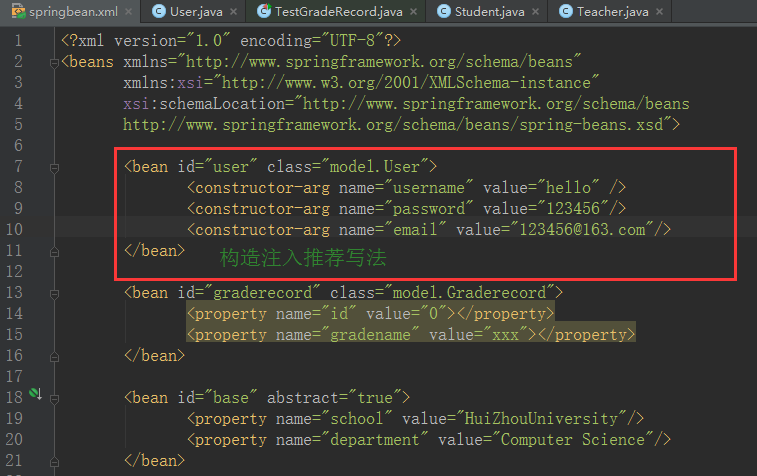 springbean.xml User.java TestGradeRecord.java Student.java Teacher.java
1 <?xml version="1.0" encoding="UTF-8"?>
2 <beans xmlns="http://www.springframework.org/schema/beans"
3 xmlns:xsi="http://www.w3.org/2001/XMLSchema-instance"
4 xsi:schemaLocation="http://www.springframework.org/schema/beans
5 http://www.springframework.org/schema/beans/spring-beans.xsd">
6
7 <bean id="user" class="model.User">
8 <constructor-arg name="username" value="hello" />
9 <constructor-arg name="password" value="123456"/>
10 <constructor-arg name="email" value="123456@163.com"/>
11 </bean> 构造注入推荐写法
12
13 <bean id="graderecord" class="model.Graderecord">
14 <property name="id" value="0"></property>
15 <property name="gradename" value="xxx"></property>
16 </bean>
17
18 <bean id="base" abstract="true">
19 <property name="school" value="HuiZhouUniversity"/>
20 <property name="department" value="Computer Science"/>
21 </bean>